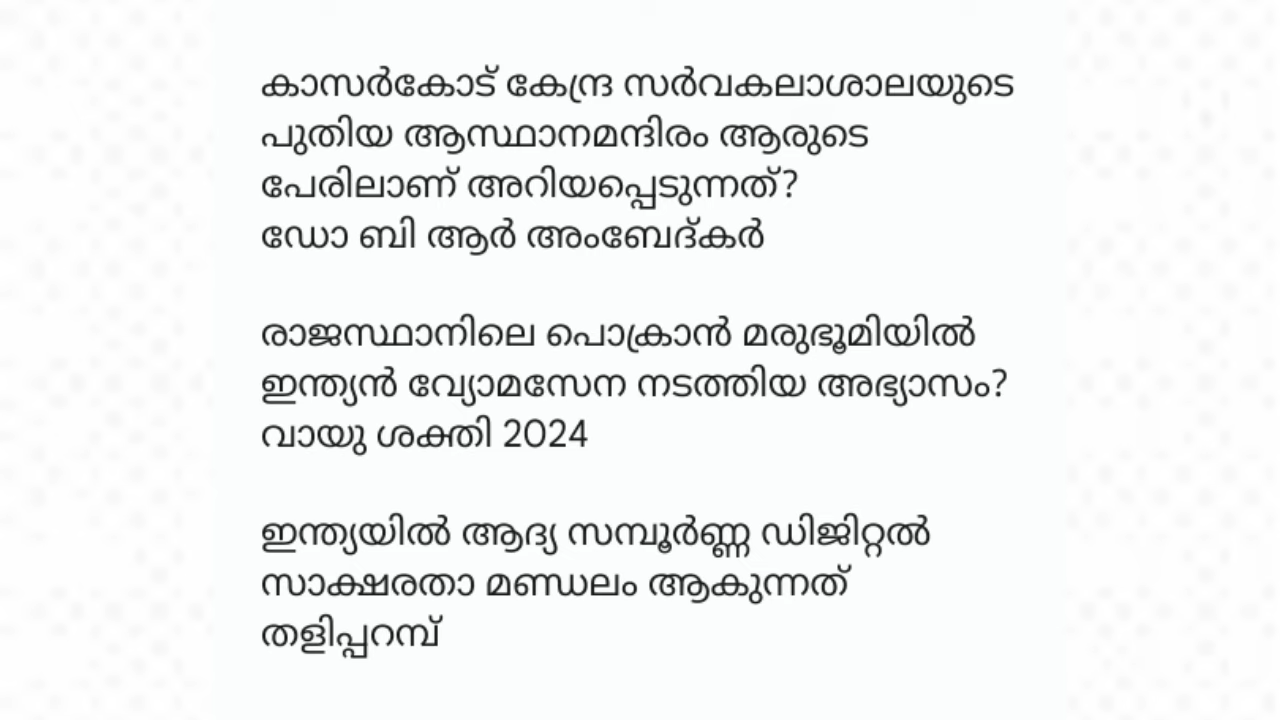 കാസർകോട് കേന്ദ്ര സർവകലാശാലയുടെ
പുതിയ ആസ്ഥാനമന്ദിരം ആരുടെ
പേരിലാണ് അറിയപ്പെടുന്നത്?
ഡോ ബി ആർ അംബേദ്കർ
രാജസ്ഥാനിലെ പൊക്രാൻ മരുഭൂമിയിൽ
ഇന്ത്യൻ വ്യോമസേന നടത്തിയ അഭ്യാസം?
വായു ശക്തി 2024
ഇന്ത്യയിൽ ആദ്യ സമ്പൂർണ്ണ ഡിജിറ്റൽ
സാക്ഷരതാ മണ്ഡലം ആകുന്നത്
തളിപ്പറമ്പ്